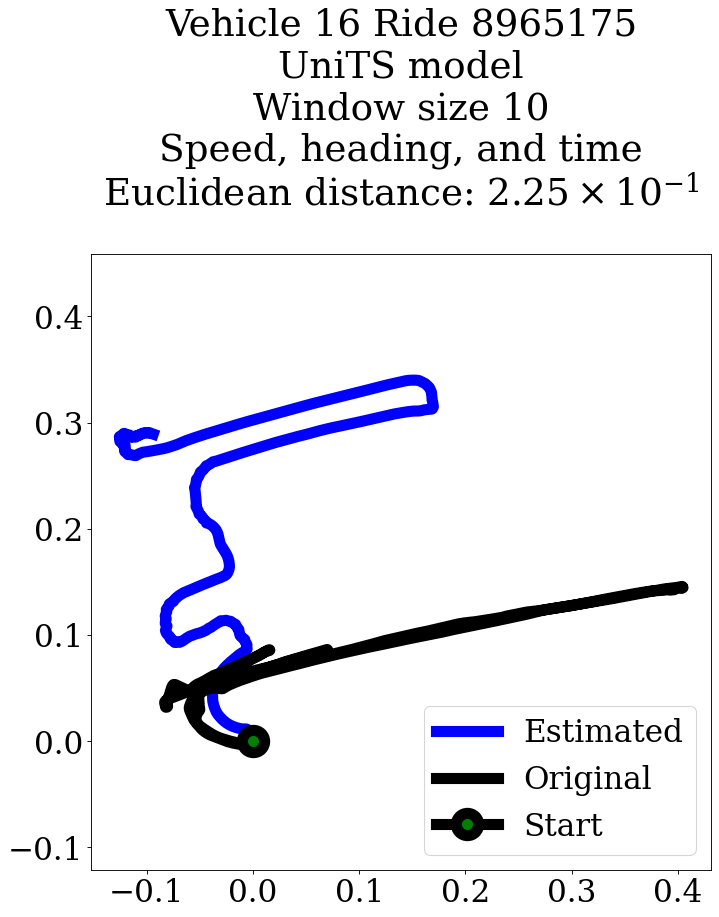 Vehicle 16 Ride 8965175
UniTS model
Window size 10
Speed, heading, and time
Euclidean distance: 2.25 × 10⁻¹
0.4
0.3
0.2
0.1
0.0
−0.1
Estimated
Original
Start
−0.1 0.0 0.1 0.2 0.3 0.4